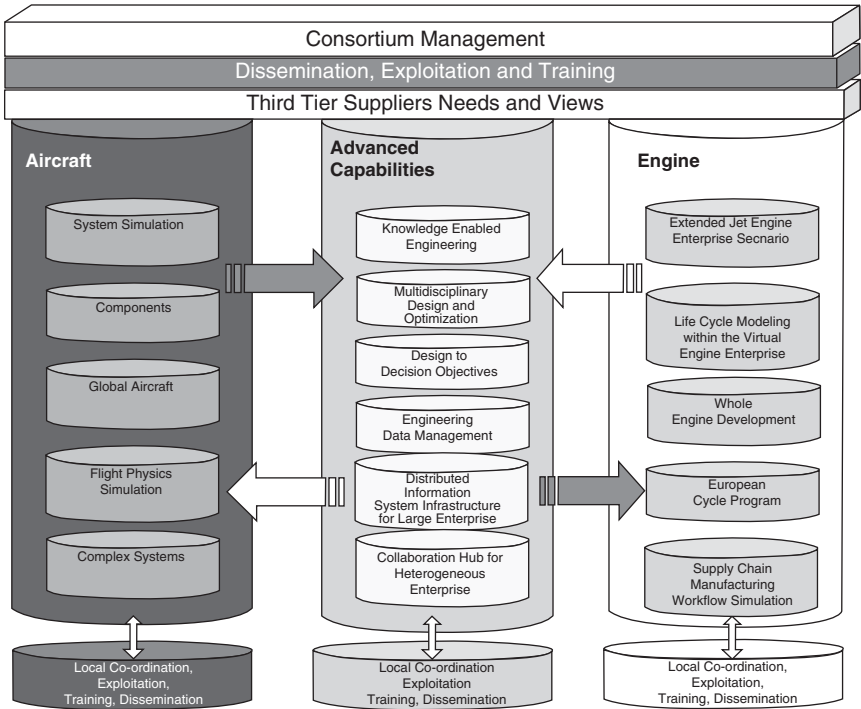 Consortium Management
Dissemination, Exploitation and Training
Third Tier Suppliers Needs and Views
Aircraft
System Simulation
Components
Global Aircraft
Flight Physics
Simulation
Complex Systems
Local Co-ordination,
Exploitation,
Training, Dissemination
Advanced
Capabilities
Knowledge Enabled
Engineering
Multidisciplinary
Design and
Optimization
Design to
Decision Objectives
Engineering
Data Management
Distributed
Information
System Infrastructure
for Large Enterprise
Collaboration Hub for
Heterogeneous
Enterprise
Local Co-ordination
Exploitation
Training, Dissemination
Engine
Extended Jet Engine
Enterprise Secnario
Life Cycle Modeling
within the Virtual
Engine Enterprise
Whole
Engine Development
European
Cycle Program
Supply Chain
Manufacturing
Workflow Simulation
Local Co-ordination,
Exploitation,
Training, Dissemination